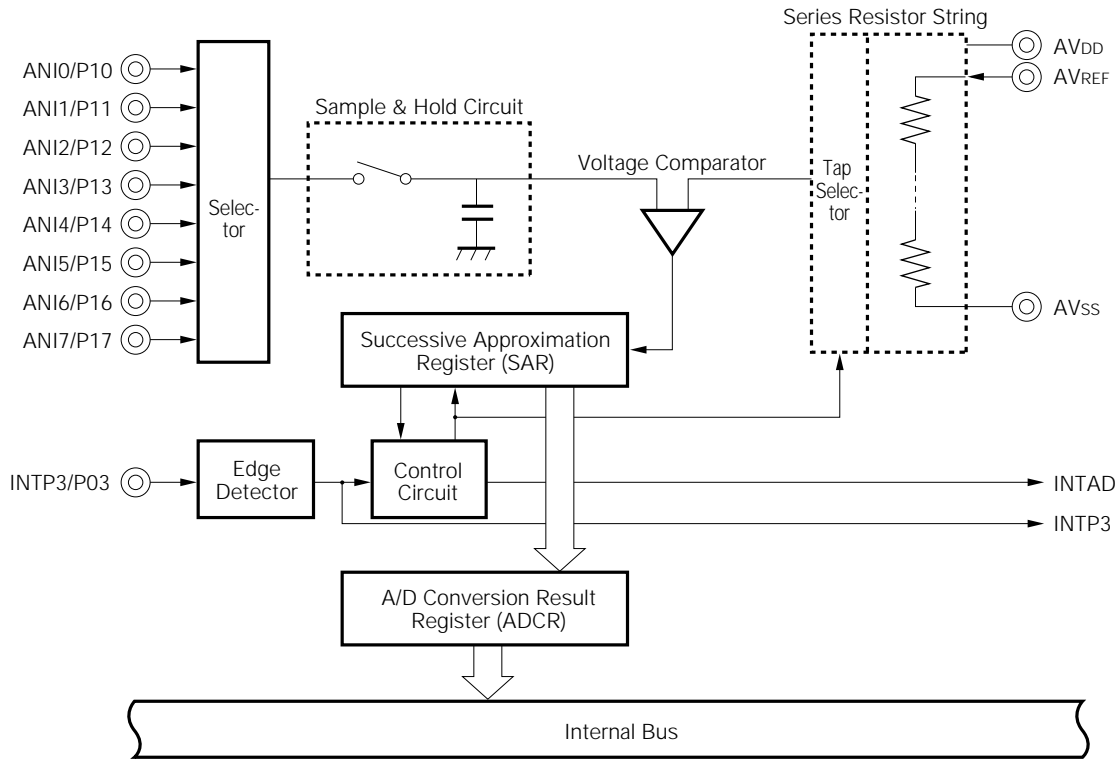 Series Resistor String
AVDD
AVREF
ANI0/P10
ANI1/P11
ANI2/P12
ANI3/P13
ANI4/P14
ANI5/P15
ANI6/P16
ANI7/P17
Selec-
tor
Sample & Hold Circuit
Voltage Comparator
Tap
Selec-
tor
AVSS
Successive Approximation
Register (SAR)
INTP3/P03
Edge
Detector
Control
Circuit
INTAD
INTP3
A/D Conversion Result
Register (ADCR)
Internal Bus